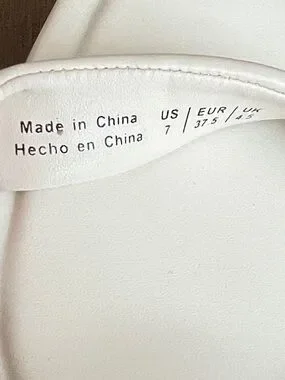 Made in China
Hecho en China
US / EUR / UK
7 / 37.5 / 4.5